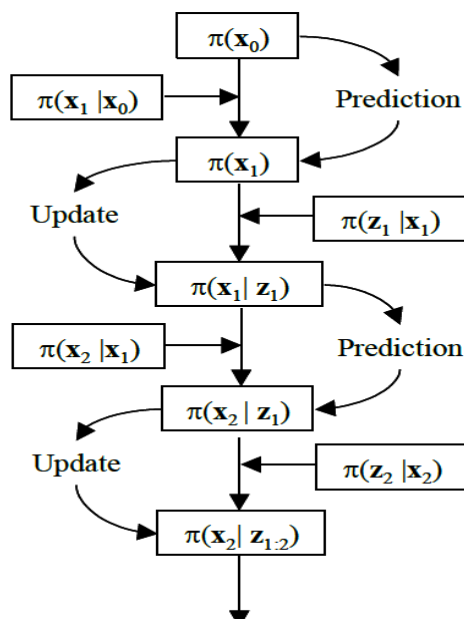 π(x₀)
π(x₁ |x₀)
Prediction
π(x₁)
Update
π(z₁ |x₁)
π(x₁| z₁)
π(x₂ |x₁)
Prediction
π(x₂ | z₁)
Update
π(z₂ |x₂)
π(x₂| z₁:₂)